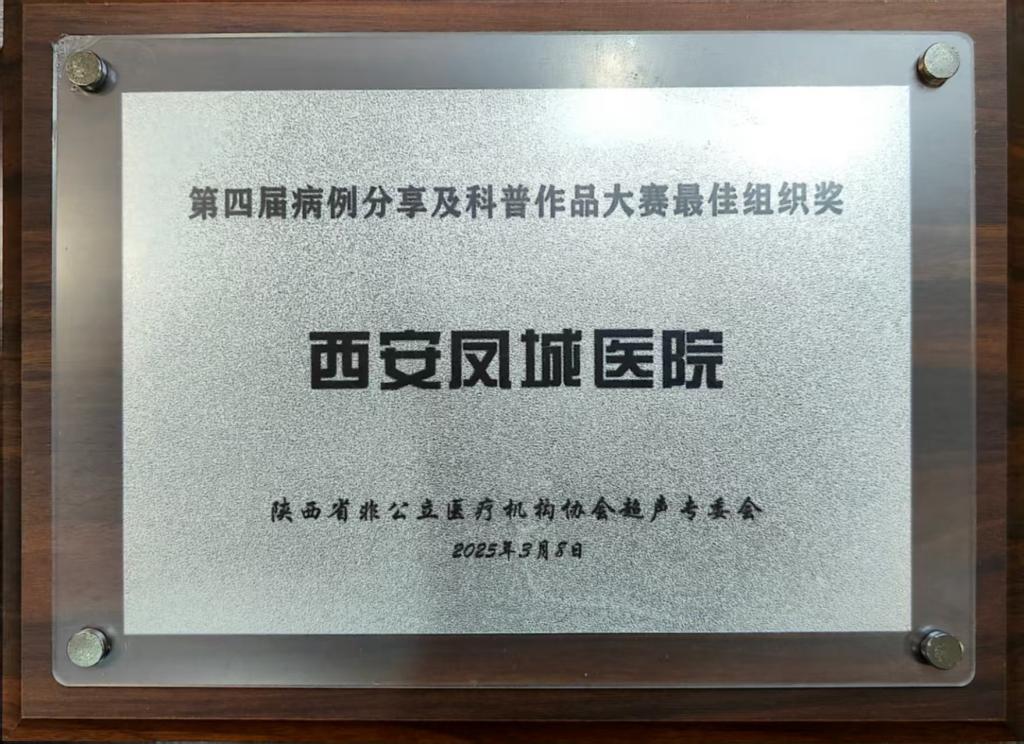 第四届病例分享及科普作品大赛最佳组织奖
西安凤城医院
陕西省非公立医疗机构协会超声专委会
2025年3月8日